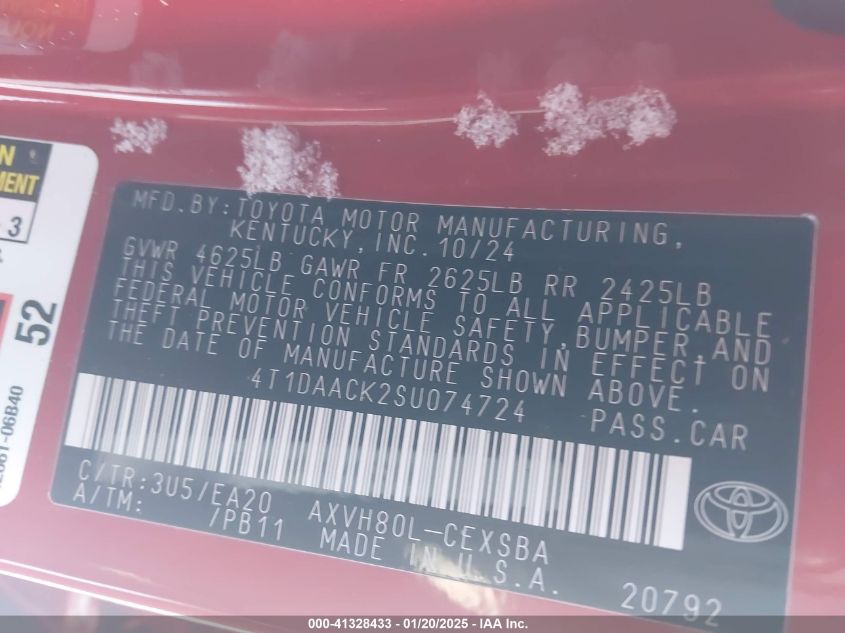 MENT
3
52
MFD.BY:TOYOTA MOTOR MANUFACTURING,
KENTUCKY,INC. 10/24
GVWR 4625LB GAWR FR 2625LB RR 2425LB
THIS VEHICLE CONFORMS TO ALL APPLICABLE
FEDERAL MOTOR VEHICLE SAFETY,BUMPER,AND
THEFT PREVENTION STANDARDS IN EFFECT ON
THE DATE OF MANUFACTURE SHOWN ABOVE.
4T1DAACK2SU074724 PASS.CAR
C/TR:3U5/EA20 AXVH80L-CEXSBA
A/TM: /PB11 MADE IN U.S.A.
20792
000-41328433 - 01/20/2025 - IAA Inc.